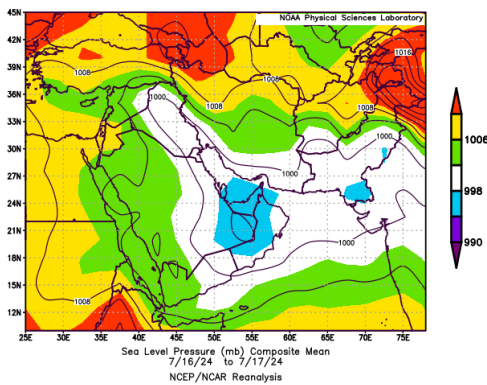 NOAA Physical Sciences Laboratory
45N
42N
39N
36N
33N
30N
27N
24N
21N
18N
15N
12N
1008
1008
1016
1008
1008
1000
1000
1000
1000
1008
1006
998
990
25E 30E 35E 40E 45E 50E 55E 60E 65E 70E 75E
Sea Level Pressure (mb) Composite Mean
7/16/24 to 7/17/24
NCEP/NCAR Reanalysis